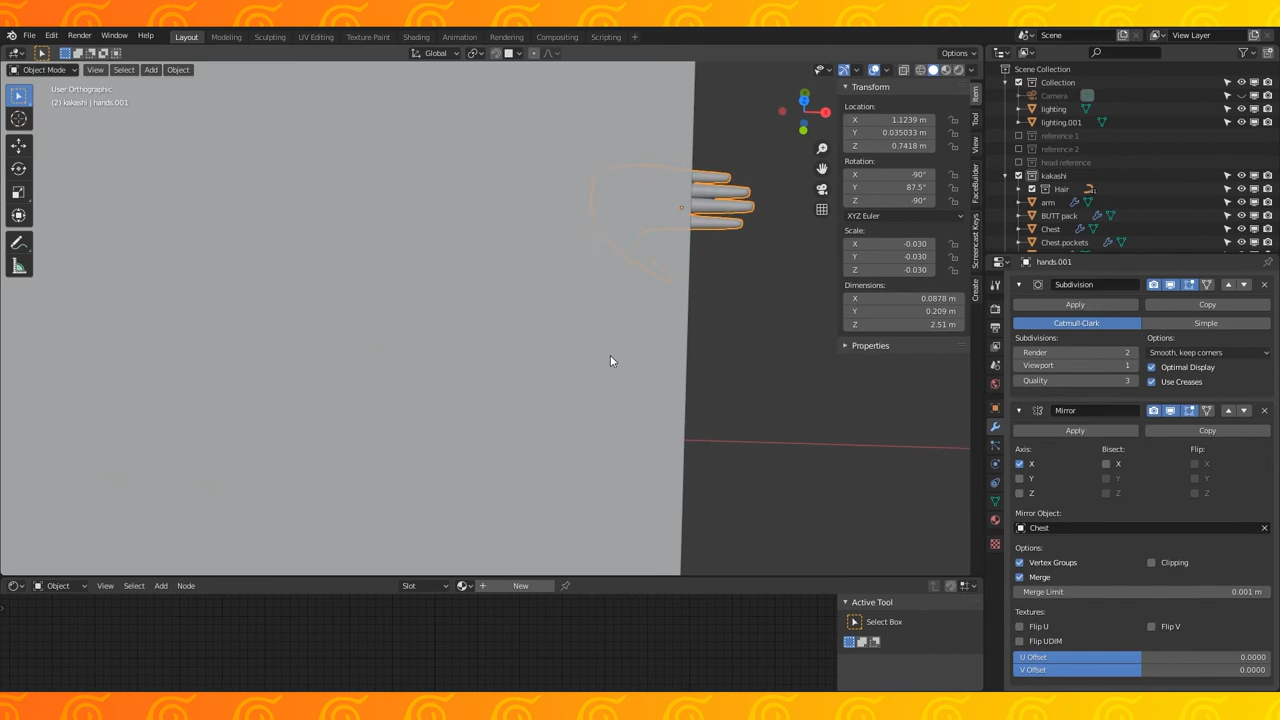 File Edit Render Window Help Layout Modeling Sculpting UV Editing Texture Paint Shading Animation Rendering Compositing Scripting + Scene View Layer
Global Options
Object Mode View Select Add Object
User Orthographic
(2) kakashi | hands.001
Transform
Location:
X 1.1239 m
Y 0.035033 m
Z 0.7418 m
Rotation:
X -90°
Y 87.5°
Z -90°
XYZ Euler
Scale:
X -0.030
Y -0.030
Z -0.030
Dimensions:
X 0.0878 m
Y 0.209 m
Z 2.51 m
Properties
Item
Tool
View
FaceBuilder
Screencast Keys
Create
Scene Collection
Collection
Camera
lighting
lighting.001
reference 1
reference 2
head reference
kakashi
Hair
arm
BUTT pack
Chest
Chest.pockets
hands.001
Subdivision
Apply Copy
Catmull-Clark Simple
Subdivisions: Options:
Render 2 Smooth, keep corners
Viewport 1 Optimal Display
Quality 3 Use Creases
Mirror
Apply Copy
Axis: Bisect: Flip:
X X X
Y Y Y
Z Z Z
Mirror Object:
Chest
Options:
Vertex Groups Clipping
Merge
Merge Limit 0.001 m
Textures:
Flip U Flip V
Flip UDIM
U Offset 0.0000
V Offset 0.0000
Object View Select Add Node Slot + New
Active Tool
Select Box